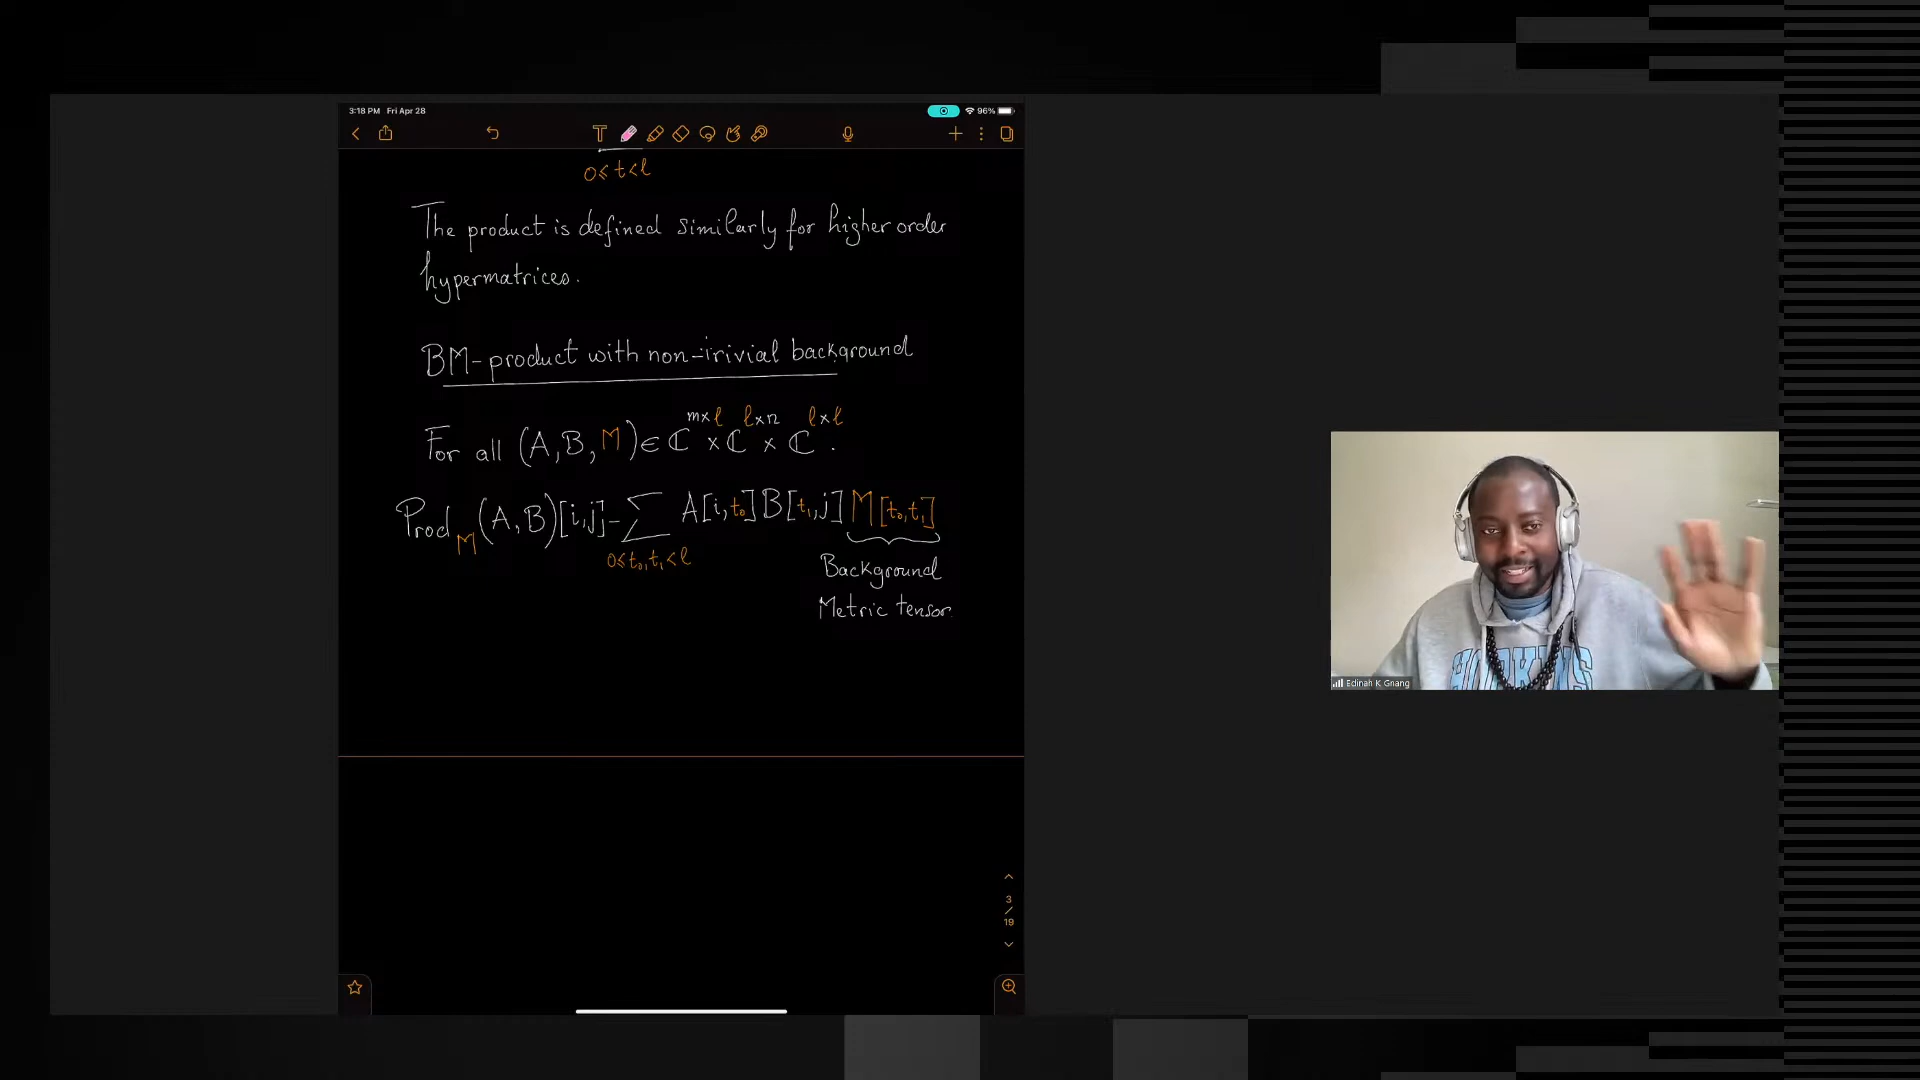 3:18 PM Fri Apr 28
96%
T
0≤t<l
The product is defined similarly for higher order
hypermatrices.
BM-product with non-irivial background
For all (A,B,M)∈ ℂ^{m×l} × ℂ^{l×n} × ℂ^{l×l}.
Prod_M (A,B)[i,j]=∑_{0≤t₀,t₁<l} A[i,t₀]B[t₁,j]M[t₀,t₁]
Background
Metric tensor.
3
/
19
HOPKINS
Edinah K Gnang